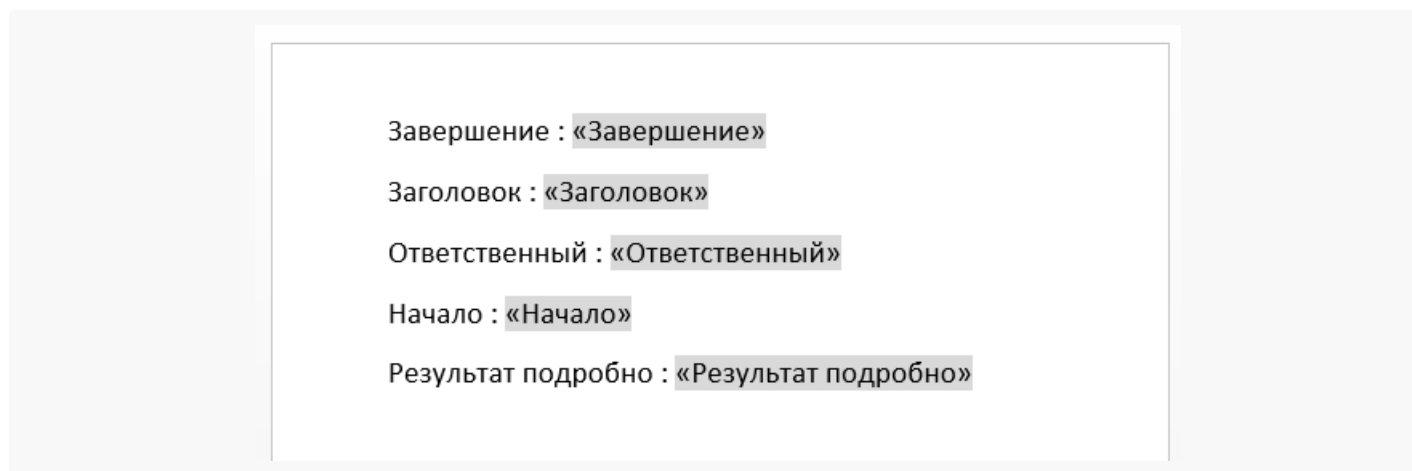 Завершение : «Завершение»
Заголовок : «Заголовок»
Ответственный : «Ответственный»
Начало : «Начало»
Результат подробно : «Результат подробно»